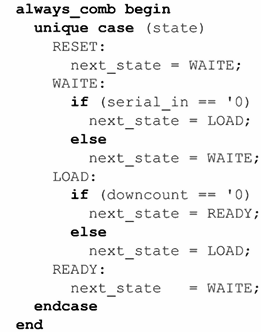 always_comb begin
  unique case (state)
    RESET:
      next_state = WAITE;
    WAITE:
      if (serial_in == '0)
        next_state = LOAD;
      else
        next_state = WAITE;
    LOAD:
      if (downcount == '0)
        next_state = READY;
      else
        next_state = LOAD;
    READY:
      next_state   = WAITE;
  endcase
end